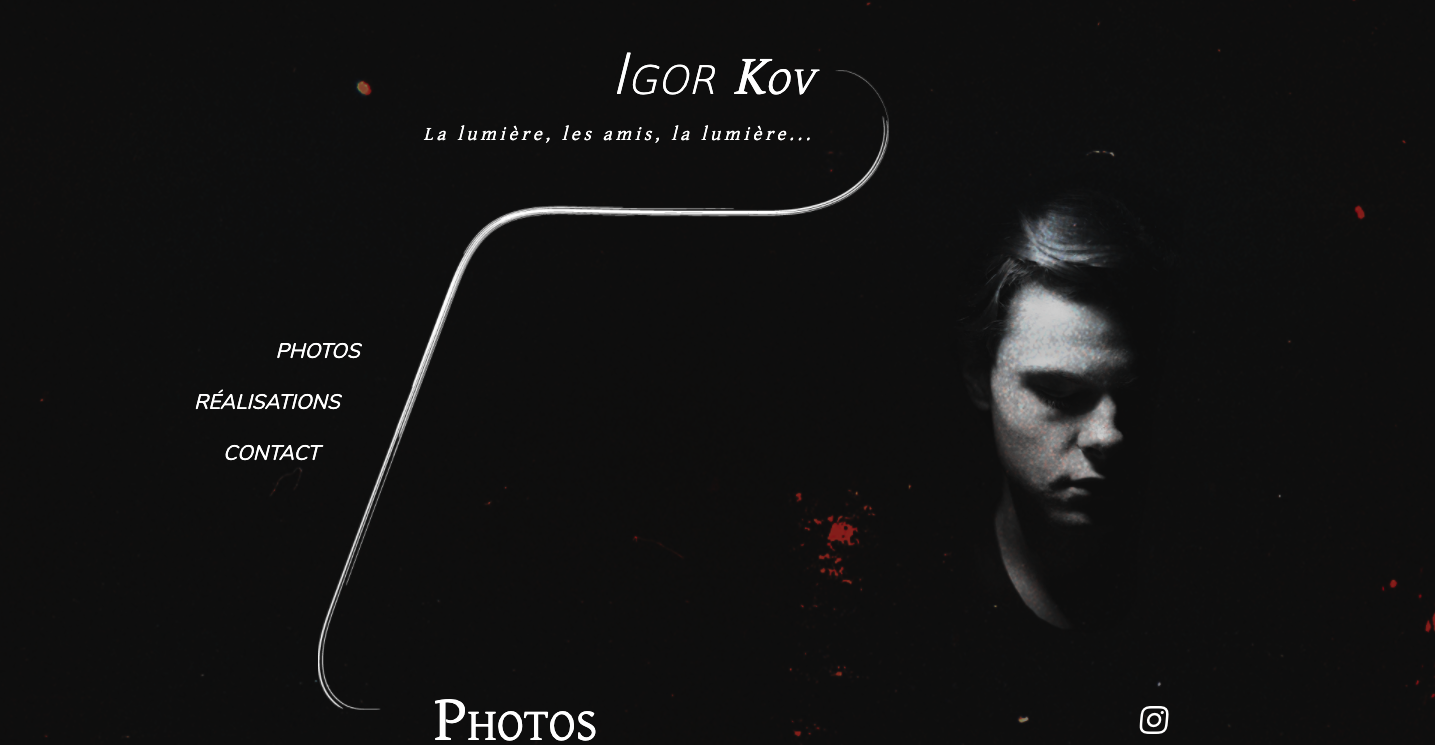 Igor Kov
La lumière, les amis, la lumière...
PHOTOS
RÉALISATIONS
CONTACT
Photos